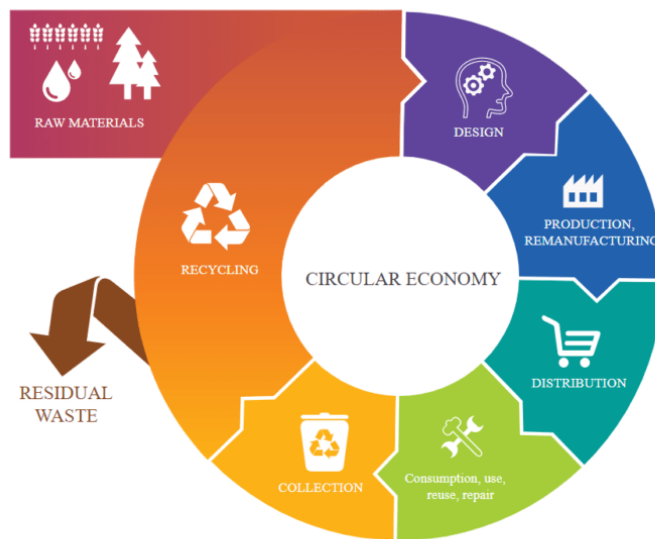 RAW MATERIALS
DESIGN
PRODUCTION,
REMANUFACTURING
RECYCLING
CIRCULAR ECONOMY
DISTRIBUTION
RESIDUAL
WASTE
COLLECTION
Consumption, use,
reuse, repair